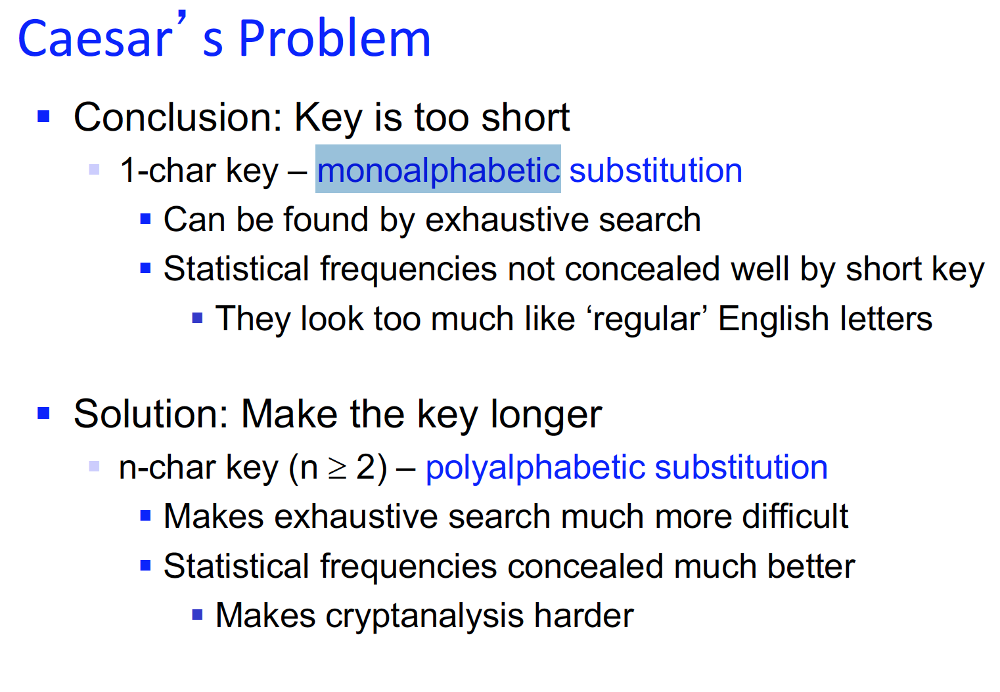 Caesar’s Problem
Conclusion: Key is too short
1-char key – monoalphabetic substitution
Can be found by exhaustive search
Statistical frequencies not concealed well by short key
They look too much like ‘regular’ English letters
Solution: Make the key longer
n-char key (n ≥ 2) – polyalphabetic substitution
Makes exhaustive search much more difficult
Statistical frequencies concealed much better
Makes cryptanalysis harder